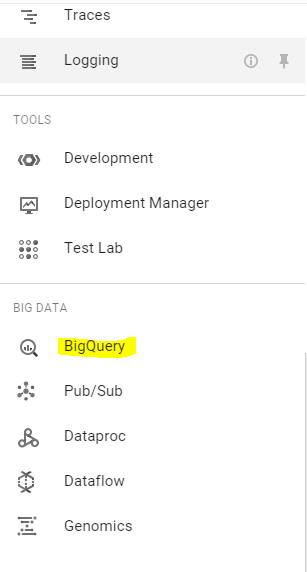 Traces
Logging
TOOLS
Development
Deployment Manager
Test Lab
BIG DATA
BigQuery
Pub/Sub
Dataproc
Dataflow
Genomics